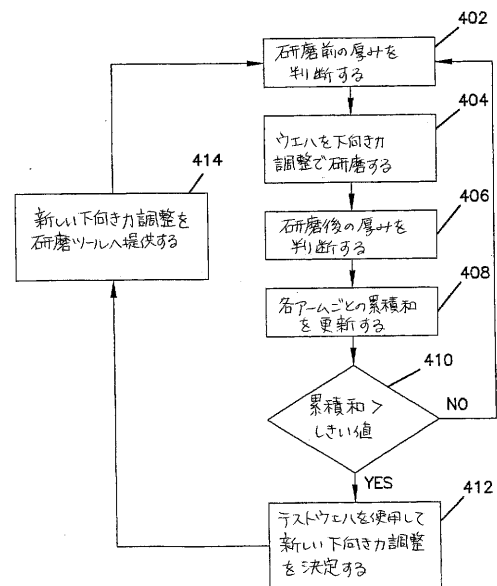 402
研磨前の厚みを
判断する
404
ウエハを下向き力
調整で研磨する
414
新しい下向き力調整を
研磨ツールへ提供する
406
研磨後の厚みを
判断する
408
各アームごとの累積和
を更新する
410
累積和>
しきい値
NO
YES
412
テストウエハを使用して
新しい下向き力調整
を決定する